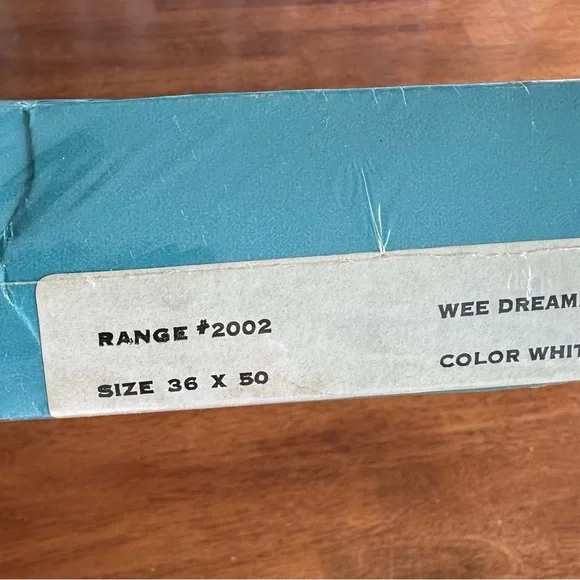 RANGE #2002
SIZE 36 X 50
WEE DREAM
COLOR WHIT